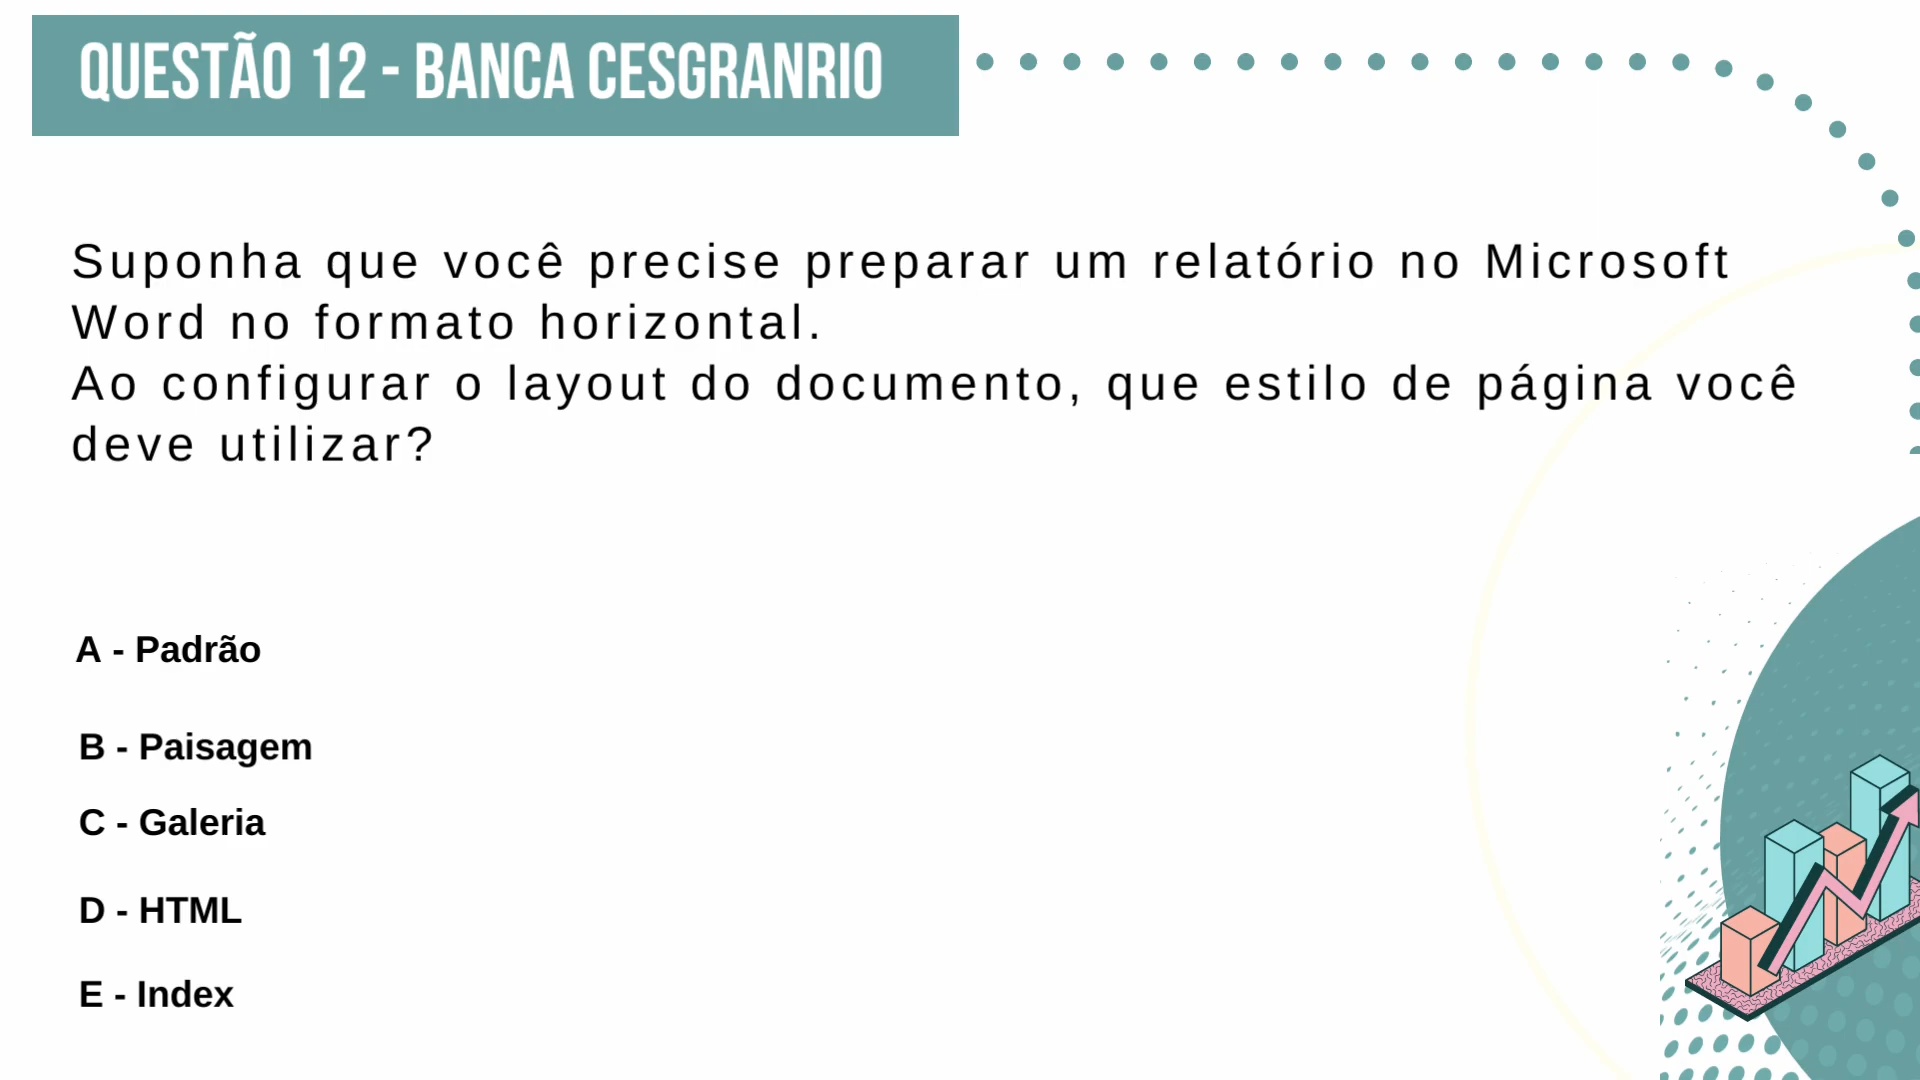 QUESTÃO 12 - BANCA CESGRANRIO
Suponha que você precise preparar um relatório no Microsoft
Word no formato horizontal.
Ao configurar o layout do documento, que estilo de página você
deve utilizar?
A - Padrão
B - Paisagem
C - Galeria
D - HTML
E - Index